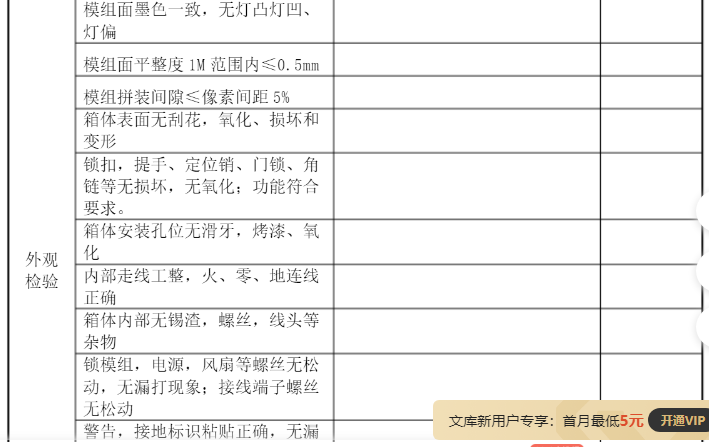 模组面墨色一致，无灯凸灯凹、
灯偏
模组面平整度 1M 范围内≤0.5mm
模组拼装间隙≤像素间距 5%
箱体表面无刮花，氧化、损坏和
变形
锁扣，提手、定位销、门锁、角
链等无损坏，无氧化；功能符合
要求。
箱体安装孔位无滑牙，烤漆、氧
化
外观
检验
内部走线工整，火、零、地连线
正确
箱体内部无锡渣，螺丝，线头等
杂物
锁模组，电源，风扇等螺丝无松
动，无漏打现象；接线端子螺丝
无松动
警告，接地标识粘贴正确，无漏
文库新用户专享：首月最低5元 开通VIP